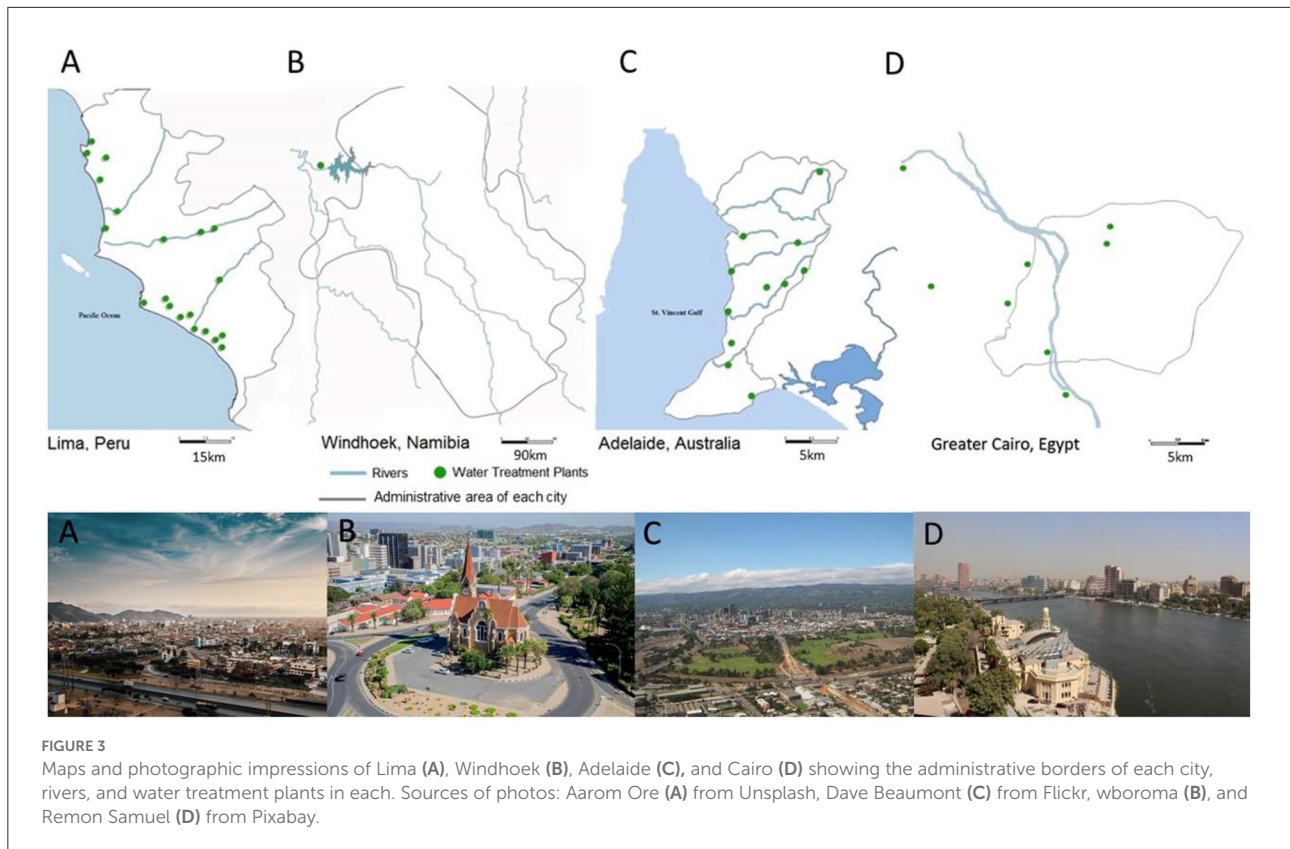 A
B
C
D
Pacific Ocean
St. Vincent Gulf
Lima, Peru
15km
Windhoek, Namibia
90km
Adelaide, Australia
5km
Greater Cairo, Egypt
5km
Rivers
Water Treatment Plants
Administrative area of each city
A
B
C
D
FIGURE 3
Maps and photographic impressions of Lima (A), Windhoek (B), Adelaide (C), and Cairo (D) showing the administrative borders of each city,
rivers, and water treatment plants in each. Sources of photos: Aarom Ore (A) from Unsplash, Dave Beaumont (C) from Flickr, wboroma (B), and
Remon Samuel (D) from Pixabay.